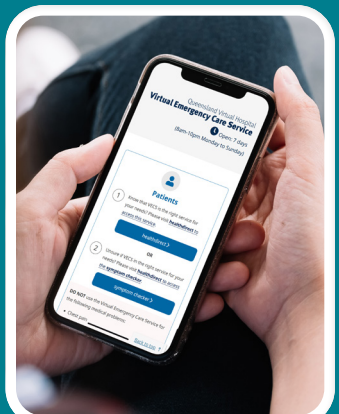 Queensland Virtual Hospital
Virtual Emergency Care Service
Open: 7 days
(8am-10pm Monday to Sunday)
Patients
1
Know that VECS is the right service for
your needs? Please visit healthdirect to
access this service.
healthdirect >
OR
2
Unsure if VECS is the right service for your
needs? Please visit healthdirect to access
the symptom checker.
symptom checker >
DO NOT use the Virtual Emergency Care Service for
the following medical problems:
• Chest pain
Back to top ↑